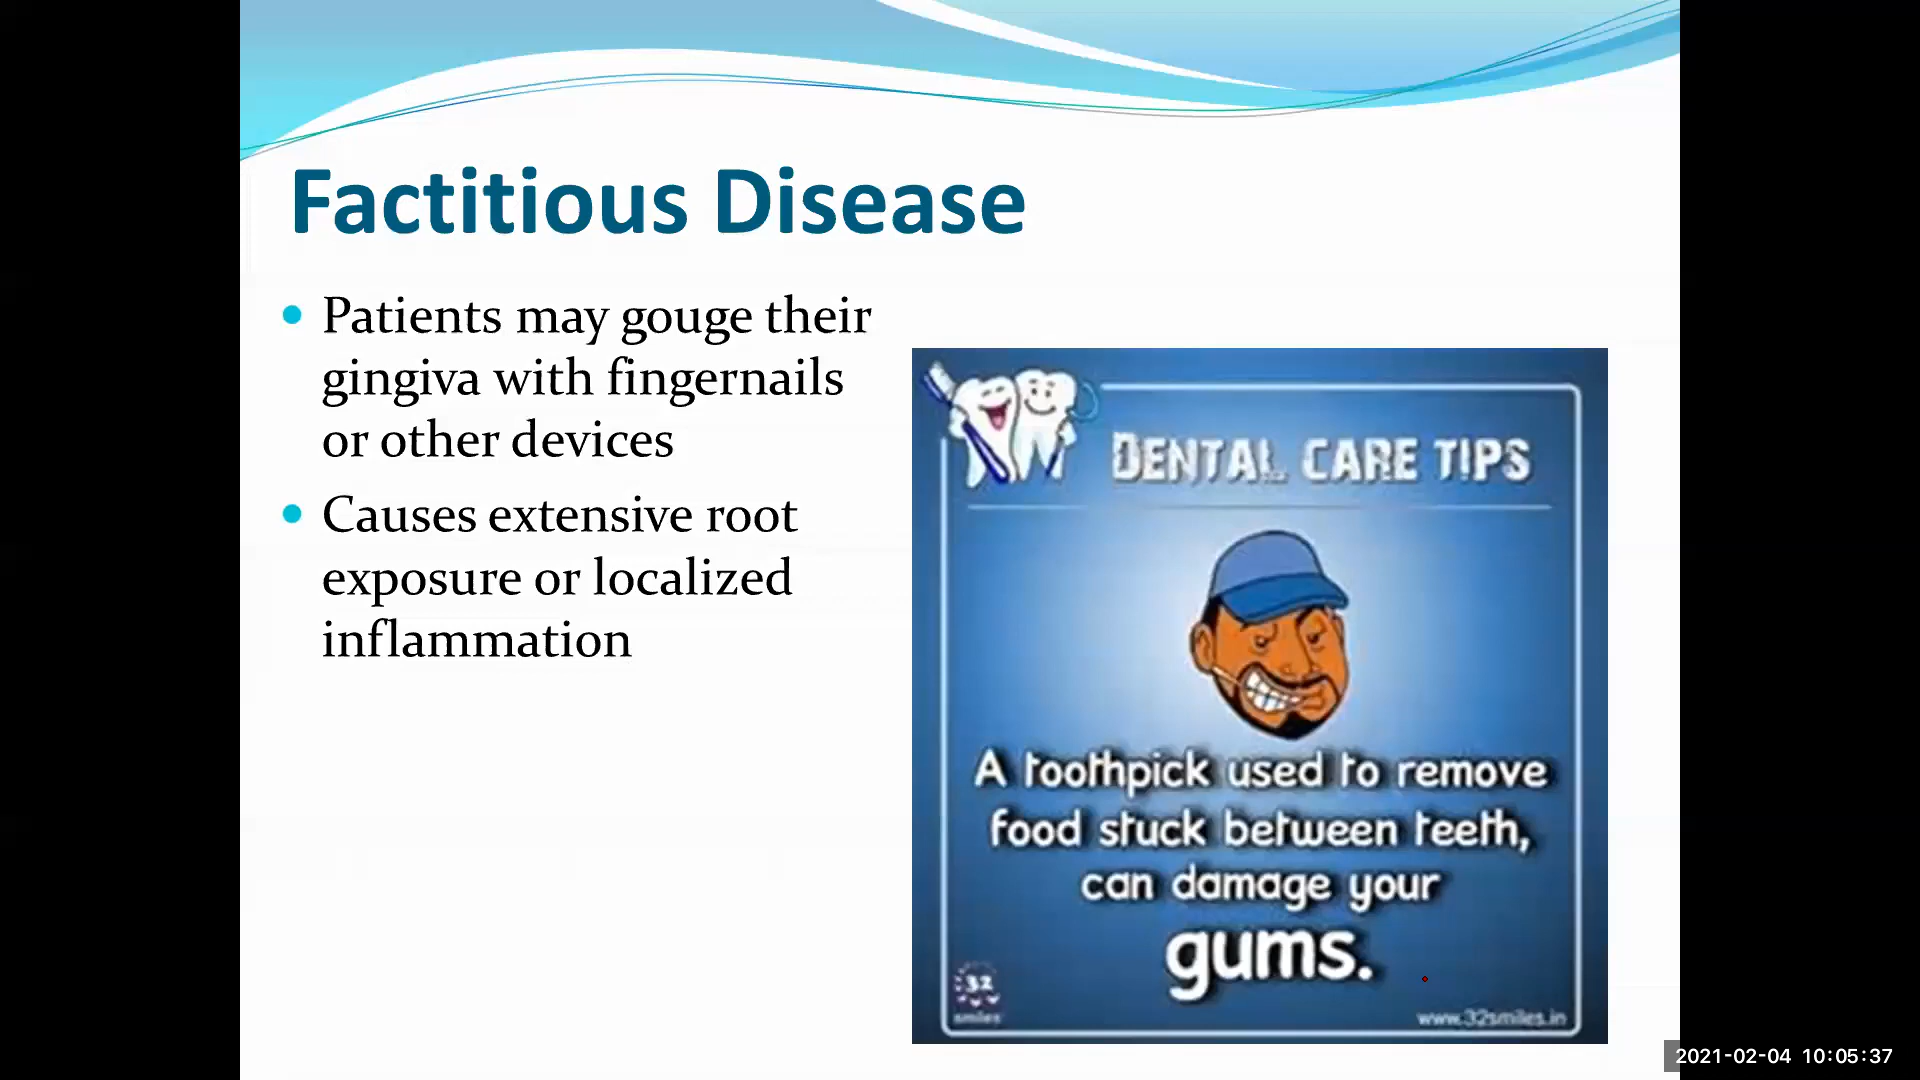 Factitious Disease
Patients may gouge their
gingiva with fingernails
or other devices
Causes extensive root
exposure or localized
inflammation
DENTAL CARE TIPS
A toothpick used to remove
food stuck between teeth,
can damage your
gums.
32
smiles
www.32smiles.in
2021-02-04 10:05:37